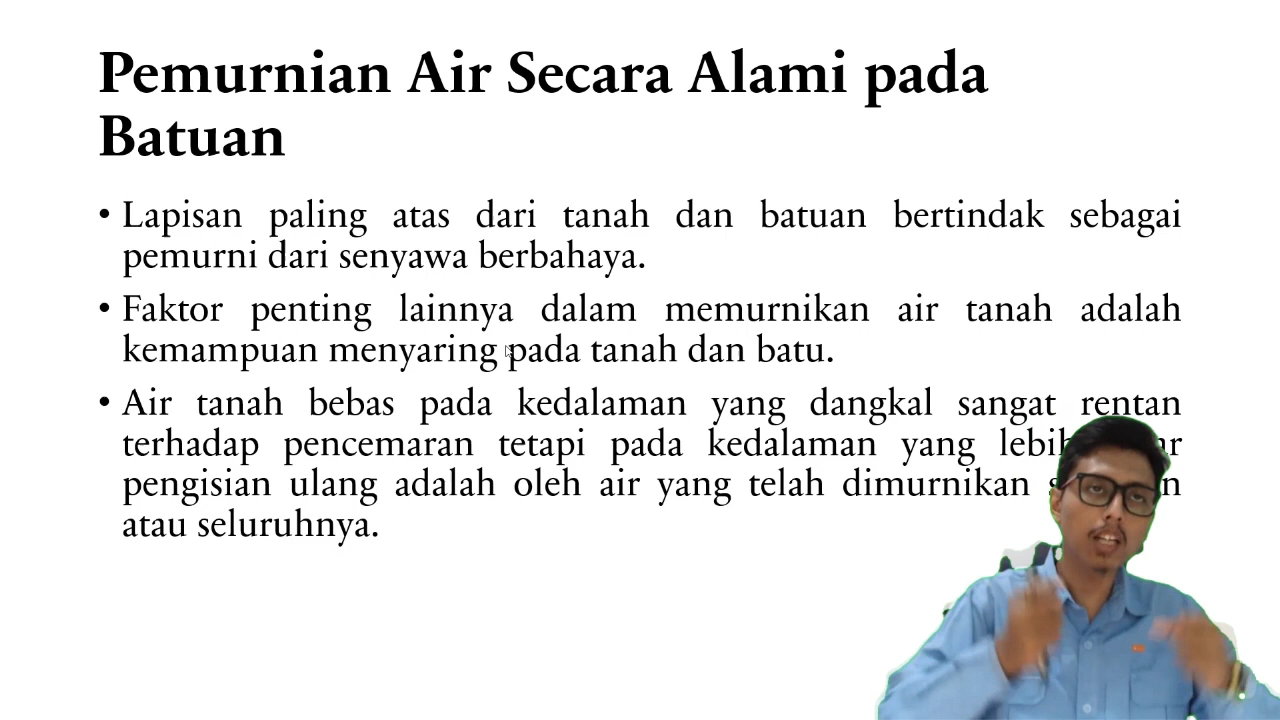 Pemurnian Air Secara Alami pada
Batuan
• Lapisan paling atas dari tanah dan batuan bertindak sebagai
pemurni dari senyawa berbahaya.
• Faktor penting lainnya dalam memurnikan air tanah adalah
kemampuan menyaring pada tanah dan batu.
• Air tanah bebas pada kedalaman yang dangkal sangat rentan
terhadap pencemaran tetapi pada kedalaman yang lebih
pengisian ulang adalah oleh air yang telah dimurnikan
atau seluruhnya.